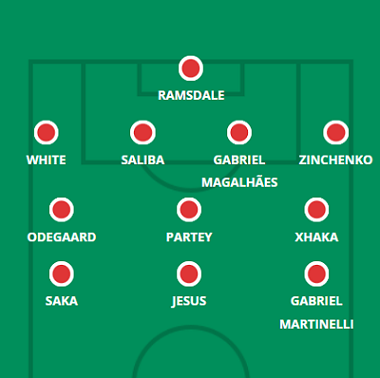 RAMSDALE
WHITE SALIBA GABRIEL MAGALHÃES ZINCHENKO
ODEGAARD PARTEY XHAKA
SAKA JESUS GABRIEL MARTINELLI